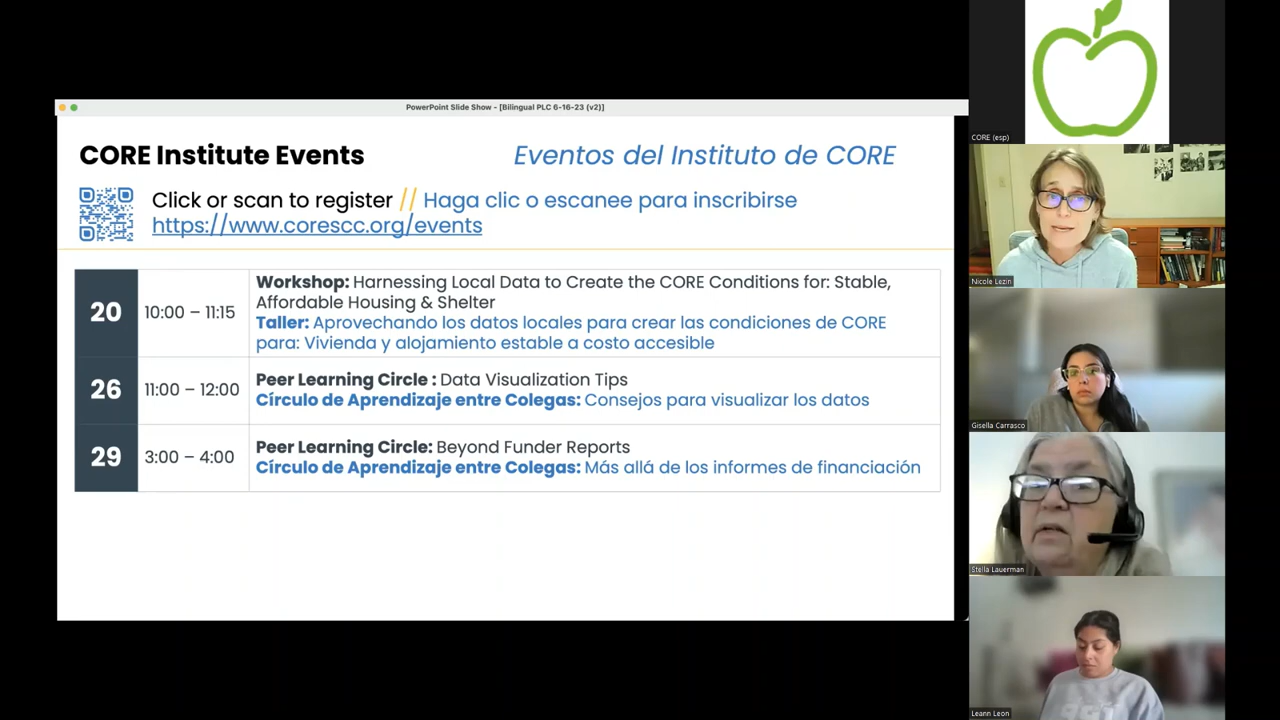 PowerPoint Slide Show - [Bilingual PLC 6-16-23 (v2)]
CORE Institute Events
Eventos del Instituto de CORE
Click or scan to register // Haga clic o escanee para inscribirse
https://www.corescc.org/events
20
10:00 – 11:15
Workshop: Harnessing Local Data to Create the CORE Conditions for: Stable,
Affordable Housing & Shelter
Taller: Aprovechando los datos locales para crear las condiciones de CORE
para: Vivienda y alojamiento estable a costo accesible
26
11:00 – 12:00
Peer Learning Circle : Data Visualization Tips
Círculo de Aprendizaje entre Colegas: Consejos para visualizar los datos
29
3:00 – 4:00
Peer Learning Circle: Beyond Funder Reports
Círculo de Aprendizaje entre Colegas: Más allá de los informes de financiación
CORE (esp)
Nicole Lezin
Gisella Carrasco
Stella Lauerman
Leann Leon